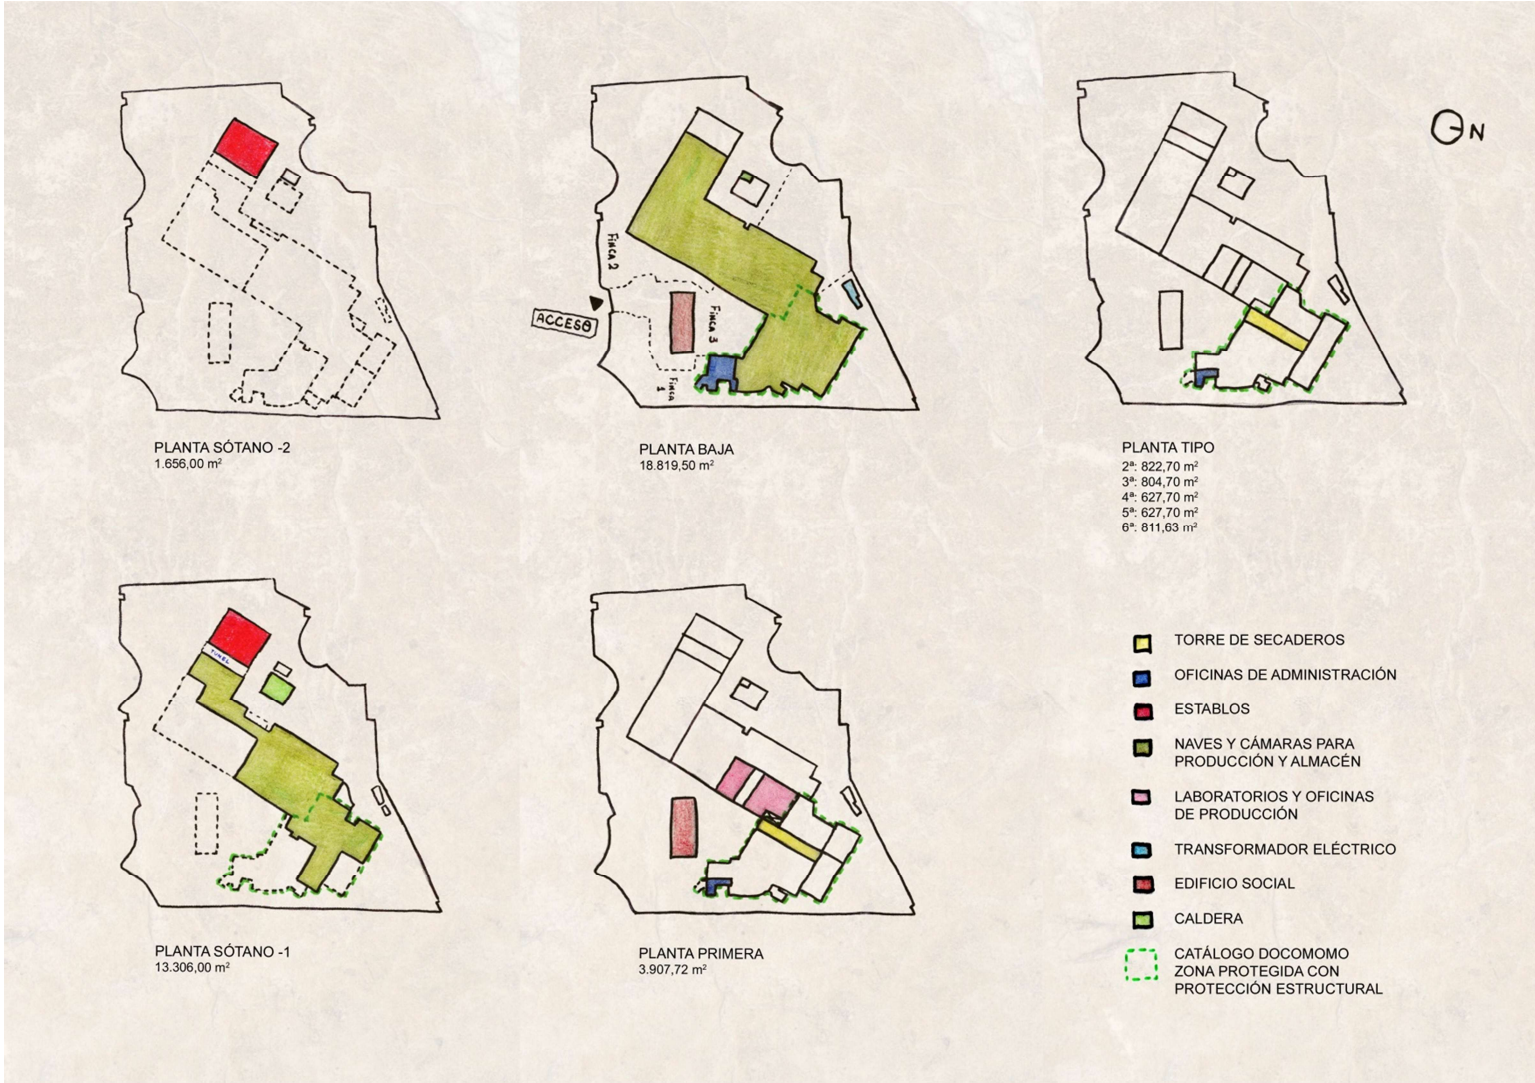 N
FINCA 2
ACCESO
FINCA 3
FINCA
1
PLANTA SÓTANO -2
1.656,00 m²
PLANTA BAJA
18.819,50 m²
PLANTA TIPO
2ª: 822,70 m²
3ª: 804,70 m²
4ª: 627,70 m²
5ª: 627,70 m²
6ª: 811,63 m²
TUNEL
PLANTA SÓTANO -1
13.306,00 m²
PLANTA PRIMERA
3.907,72 m²
TORRE DE SECADEROS
OFICINAS DE ADMINISTRACIÓN
ESTABLOS
NAVES Y CÁMARAS PARA
PRODUCCIÓN Y ALMACÉN
LABORATORIOS Y OFICINAS
DE PRODUCCIÓN
TRANSFORMADOR ELÉCTRICO
EDIFICIO SOCIAL
CALDERA
CATÁLOGO DOCOMOMO
ZONA PROTEGIDA CON
PROTECCIÓN ESTRUCTURAL